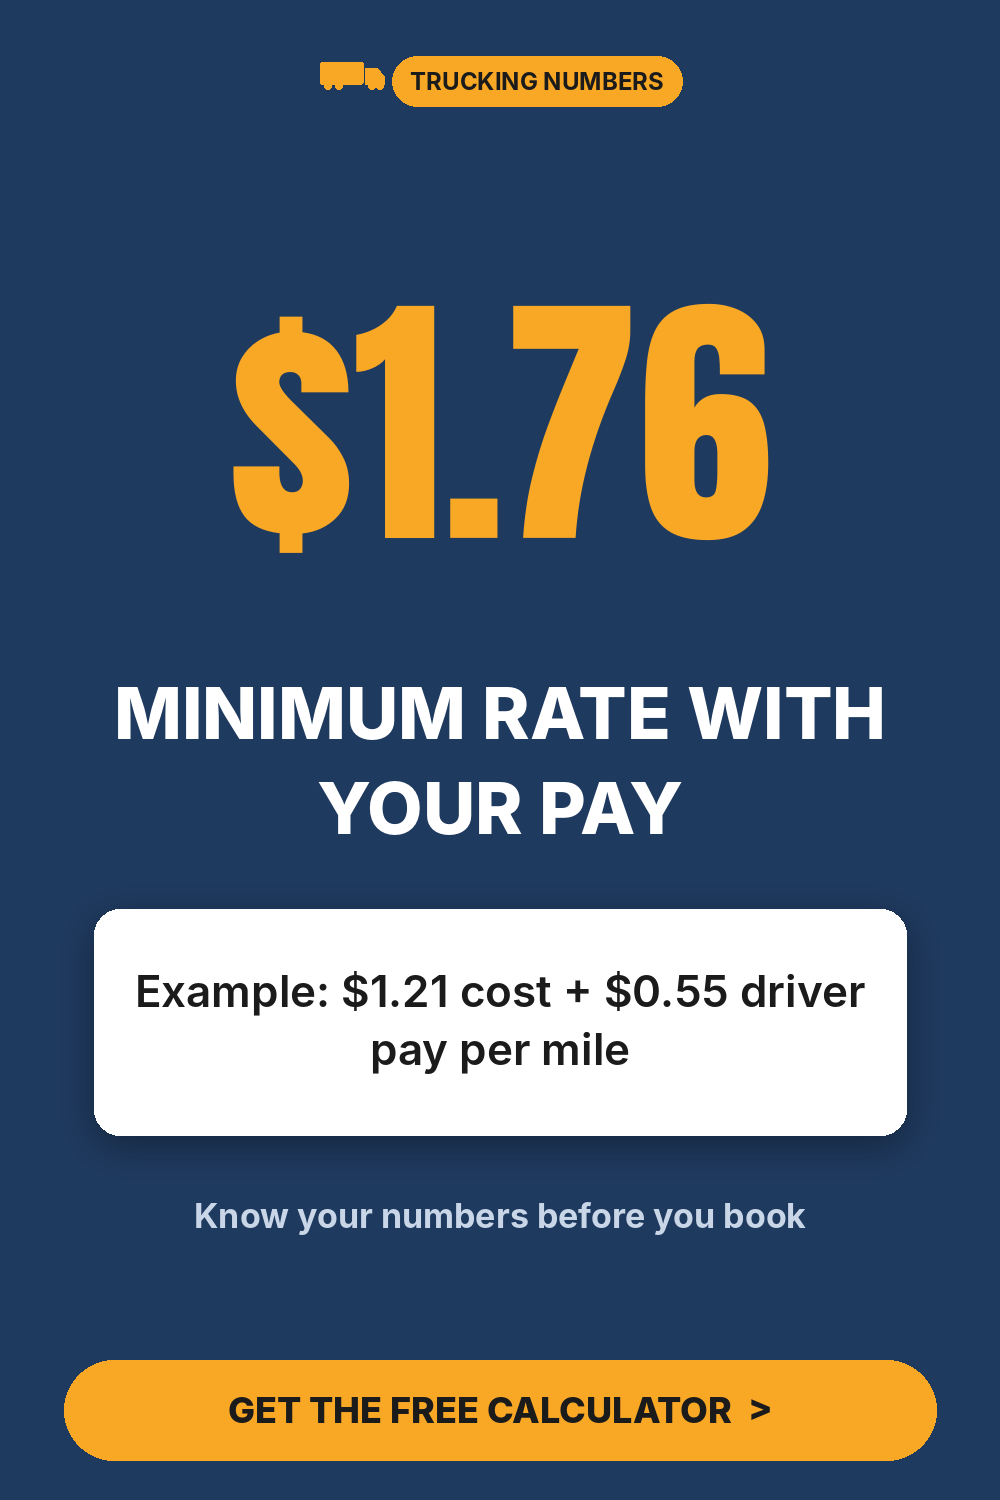 TRUCKING NUMBERS
$1.76
MINIMUM RATE WITH
YOUR PAY
Example: $1.21 cost + $0.55 driver
pay per mile
Know your numbers before you book
GET THE FREE CALCULATOR >